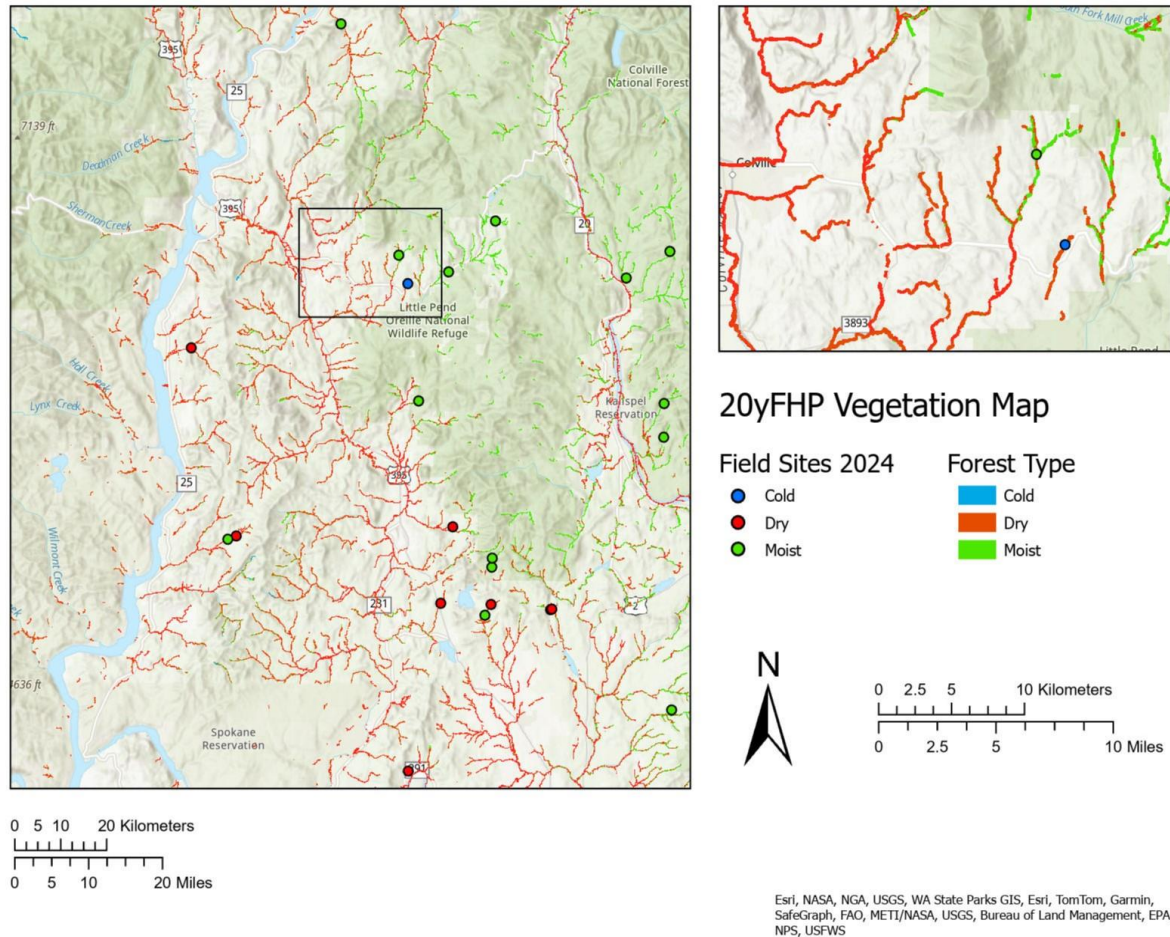 395
25
Colville
National Forest
7139 ft
Deadman Creek
Sherman Creek
395
20
Little Pend
Oreille National
Wildlife Refuge
Hall Creek
Lynx Creek
Kalispel
Reservation
395
25
Wilmont Creek
231
2
4636 ft
Spokane
Reservation
291
0 5 10 20 Kilometers
0 5 10 20 Miles
Fork Mill Creek
Colville
3893
Little Pend
20yFHP Vegetation Map
Field Sites 2024
Cold
Dry
Moist
Forest Type
Cold
Dry
Moist
N
0 2.5 5 10 Kilometers
0 2.5 5 10 Miles
Esri, NASA, NGA, USGS, WA State Parks GIS, Esri, TomTom, Garmin,
SafeGraph, FAO, METI/NASA, USGS, Bureau of Land Management, EPA,
NPS, USFWS